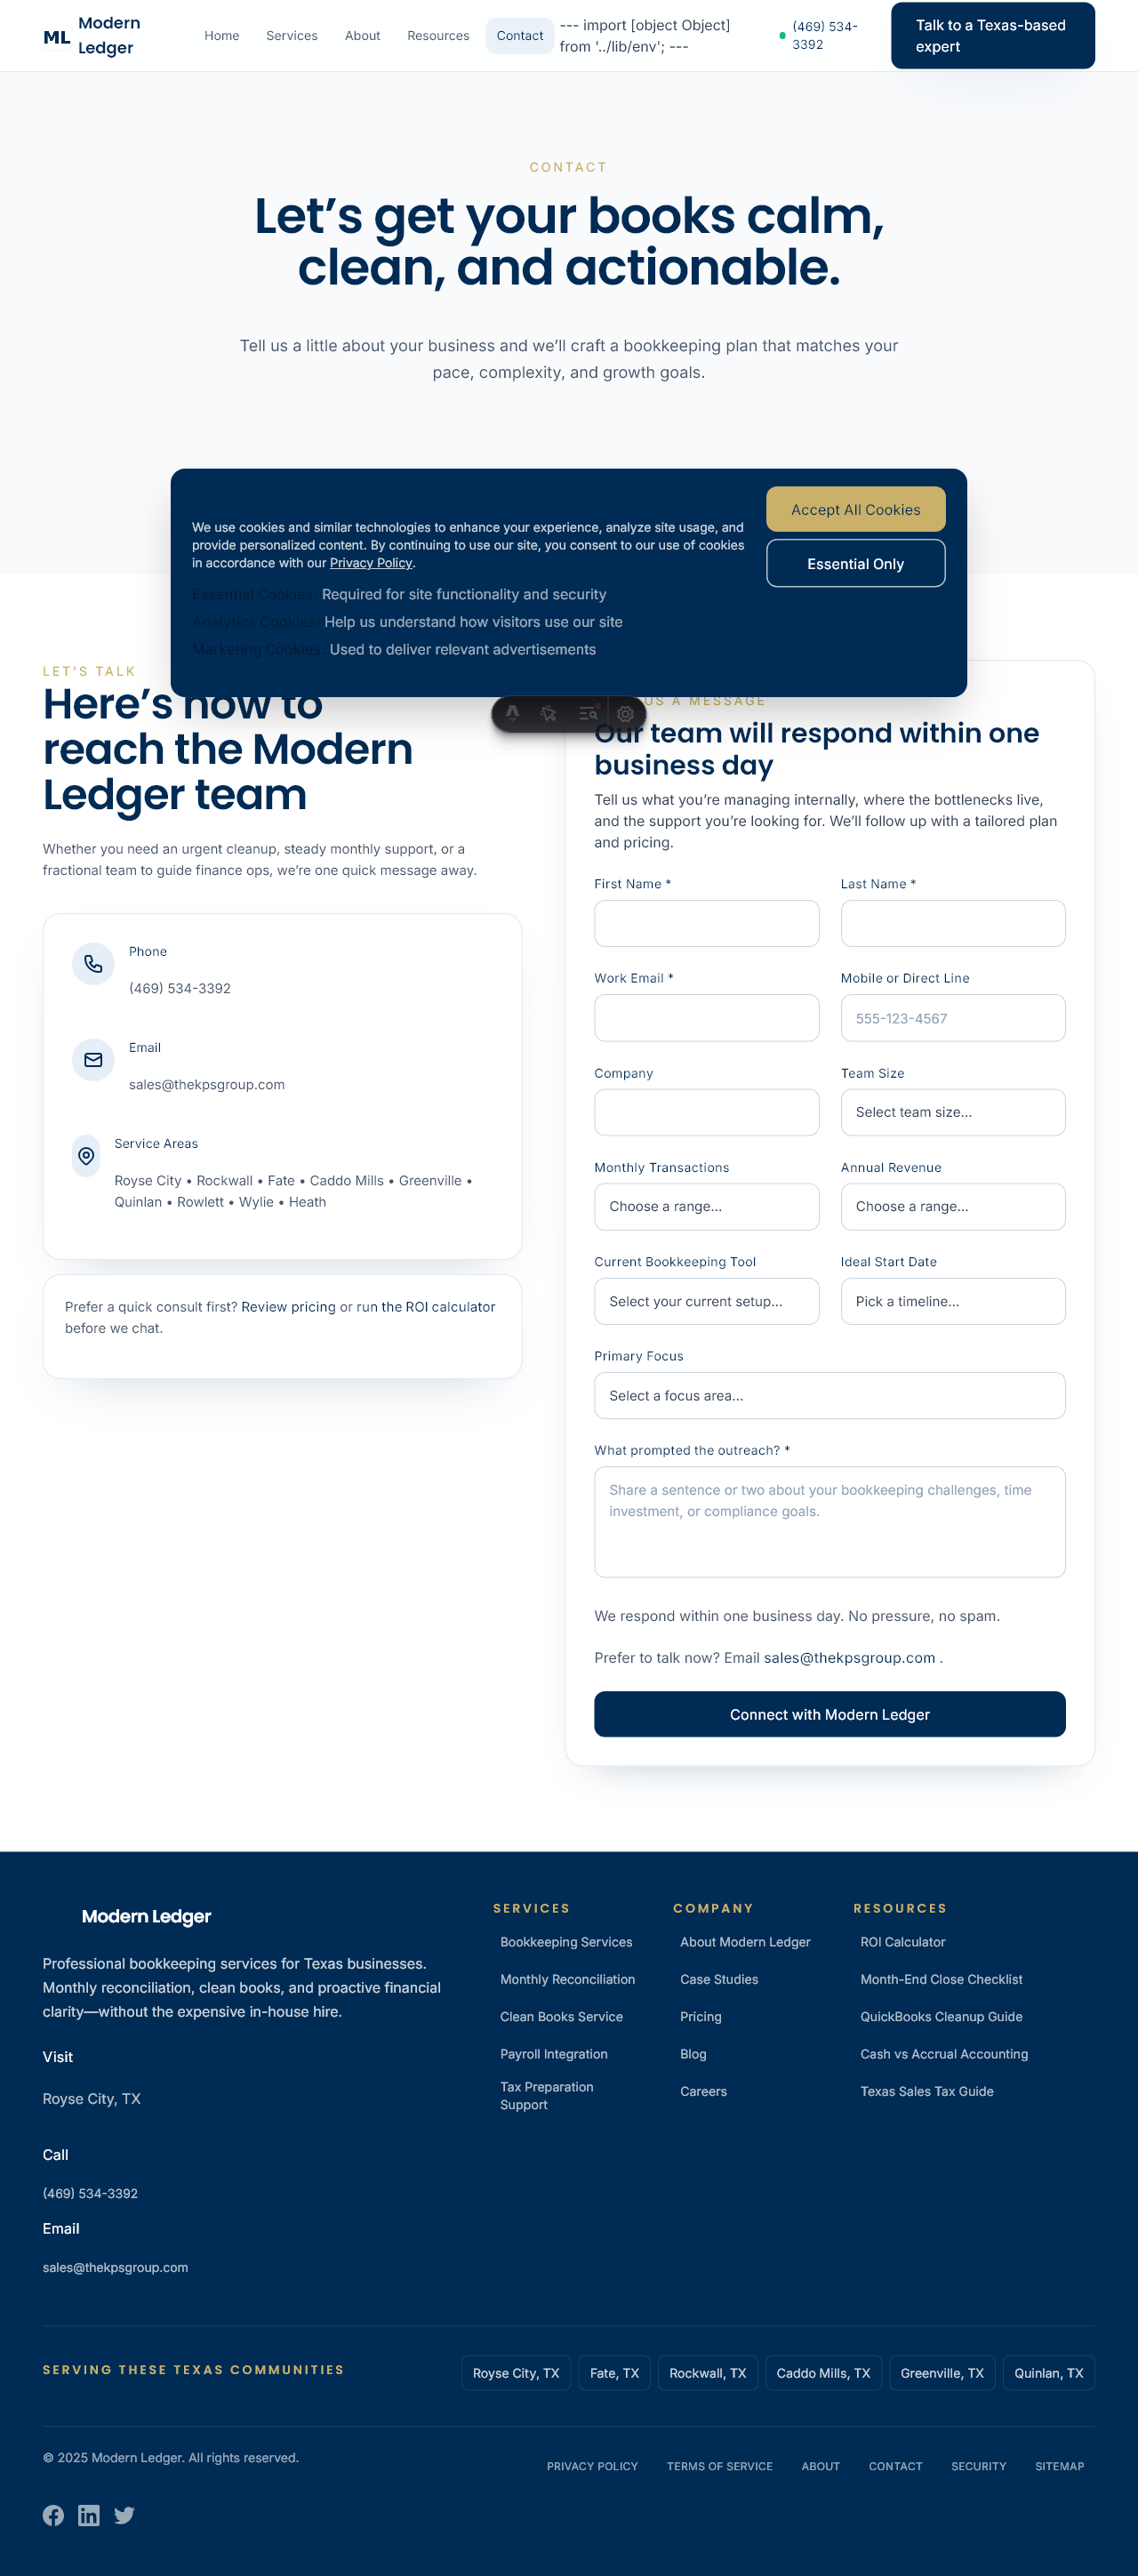 ML Modern Ledger
Home
Services
About
Resources
Contact
--- import [object Object]
from '../lib/env'; ---
(469) 534-
3392
Talk to a Texas-based
expert
CONTACT
Let’s get your books calm,
clean, and actionable.
Tell us a little about your business and we’ll craft a bookkeeping plan that matches your
pace, complexity, and growth goals.
We use cookies and similar technologies to enhance your experience, analyze site usage, and
provide personalized content. By continuing to use our site, you consent to our use of cookies
in accordance with our Privacy Policy.
Essential Cookies: Required for site functionality and security
Analytics Cookies: Help us understand how visitors use our site
Marketing Cookies: Used to deliver relevant advertisements
Accept All Cookies
Essential Only
LET’S TALK
Here’s how to
reach the Modern
Ledger team
Whether you need an urgent cleanup, steady monthly support, or a
fractional team to guide finance ops, we’re one quick message away.
Phone
(469) 534-3392
Email
sales@thekpsgroup.com
Service Areas
Royse City • Rockwall • Fate • Caddo Mills • Greenville •
Quinlan • Rowlett • Wylie • Heath
Prefer a quick consult first? Review pricing or run the ROI calculator
before we chat.
US A MESSAGE
Our team will respond within one
business day
Tell us what you’re managing internally, where the bottlenecks live,
and the support you’re looking for. We’ll follow up with a tailored plan
and pricing.
First Name *
Last Name *
Work Email *
Mobile or Direct Line
555-123-4567
Company
Team Size
Select team size...
Monthly Transactions
Annual Revenue
Choose a range...
Choose a range...
Current Bookkeeping Tool
Ideal Start Date
Select your current setup...
Pick a timeline...
Primary Focus
Select a focus area...
What prompted the outreach? *
Share a sentence or two about your bookkeeping challenges, time
investment, or compliance goals.
We respond within one business day. No pressure, no spam.
Prefer to talk now? Email sales@thekpsgroup.com .
Connect with Modern Ledger
Modern Ledger
Professional bookkeeping services for Texas businesses.
Monthly reconciliation, clean books, and proactive financial
clarity—without the expensive in-house hire.
Visit
Royse City, TX
Call
(469) 534-3392
Email
sales@thekpsgroup.com
SERVICES
Bookkeeping Services
Monthly Reconciliation
Clean Books Service
Payroll Integration
Tax Preparation
Support
COMPANY
About Modern Ledger
Case Studies
Pricing
Blog
Careers
RESOURCES
ROI Calculator
Month-End Close Checklist
QuickBooks Cleanup Guide
Cash vs Accrual Accounting
Texas Sales Tax Guide
SERVING THESE TEXAS COMMUNITIES
Royse City, TX
Fate, TX
Rockwall, TX
Caddo Mills, TX
Greenville, TX
Quinlan, TX
© 2025 Modern Ledger. All rights reserved.
PRIVACY POLICY
TERMS OF SERVICE
ABOUT
CONTACT
SECURITY
SITEMAP